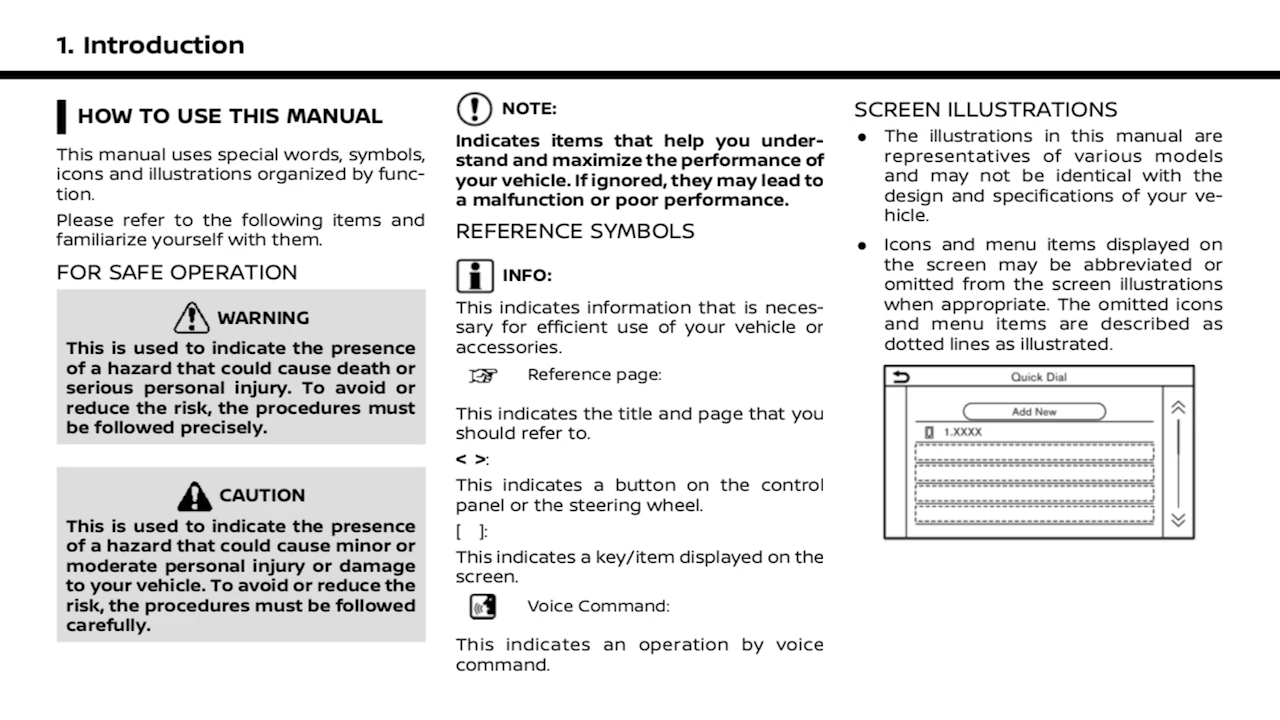 1. Introduction
HOW TO USE THIS MANUAL
This manual uses special words, symbols,
icons and illustrations organized by func-
tion.
Please refer to the following items and
familiarize yourself with them.
FOR SAFE OPERATION
WARNING
This is used to indicate the presence
of a hazard that could cause death or
serious personal injury. To avoid or
reduce the risk, the procedures must
be followed precisely.
CAUTION
This is used to indicate the presence
of a hazard that could cause minor or
moderate personal injury or damage
to your vehicle. To avoid or reduce the
risk, the procedures must be followed
carefully.
NOTE:
Indicates items that help you under-
stand and maximize the performance of
your vehicle. If ignored, they may lead to
a malfunction or poor performance.
REFERENCE SYMBOLS
INFO:
This indicates information that is neces-
sary for efficient use of your vehicle or
accessories.
Reference page:
This indicates the title and page that you
should refer to.
< >:
This indicates a button on the control
panel or the steering wheel.
[ ]:
This indicates a key/item displayed on the
screen.
Voice Command:
This indicates an operation by voice
command.
SCREEN ILLUSTRATIONS
● The illustrations in this manual are
representatives of various models
and may not be identical with the
design and specifications of your ve-
hicle.
● Icons and menu items displayed on
the screen may be abbreviated or
omitted from the screen illustrations
when appropriate. The omitted icons
and menu items are described as
dotted lines as illustrated.
Quick Dial
Add New
1.XXXX